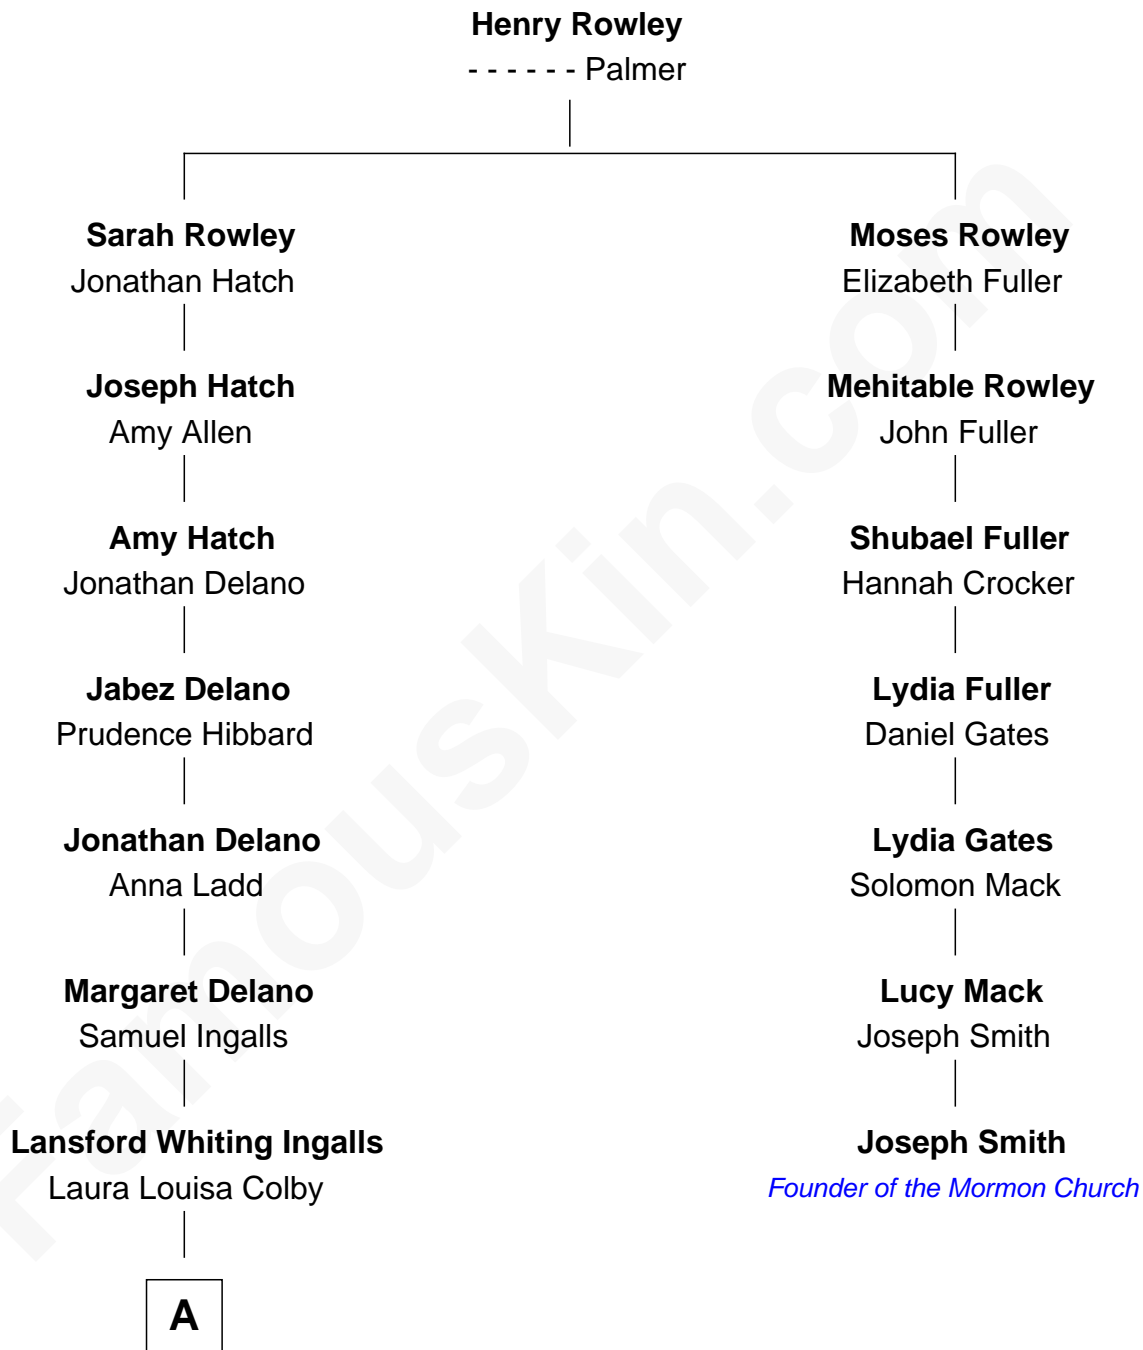 Henry Rowley
- - - - - - Palmer
Sarah Rowley
Jonathan Hatch
Moses Rowley
Elizabeth Fuller
Joseph Hatch
Amy Allen
Mehitable Rowley
John Fuller
Amy Hatch
Jonathan Delano
Shubael Fuller
Hannah Crocker
Jabez Delano
Prudence Hibbard
Lydia Fuller
Daniel Gates
Jonathan Delano
Anna Ladd
Lydia Gates
Solomon Mack
Margaret Delano
Samuel Ingalls
Lucy Mack
Joseph Smith
Lansford Whiting Ingalls
Laura Louisa Colby
Joseph Smith
Founder of the Mormon Church
A
FamousKin.com